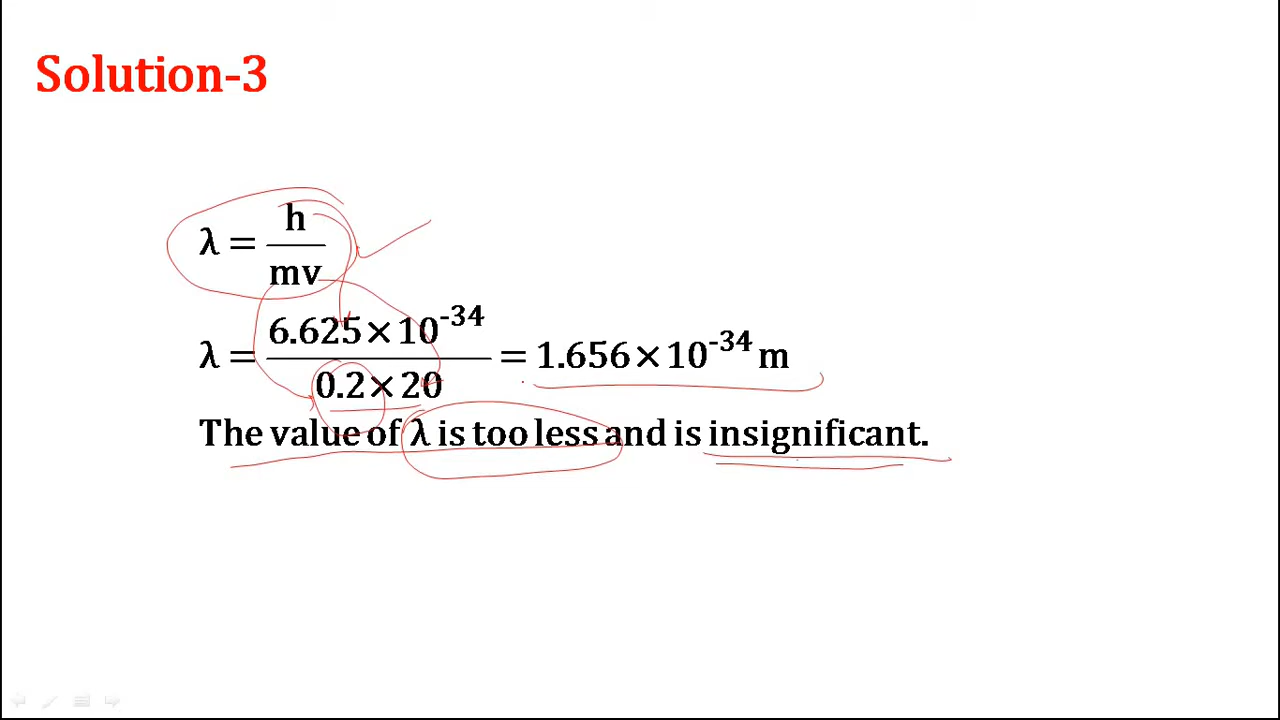 Solution-3
λ = h/mv
λ = 6.625×10⁻³⁴/0.2×20 = 1.656×10⁻³⁴ m
The value of λ is too less and is insignificant.